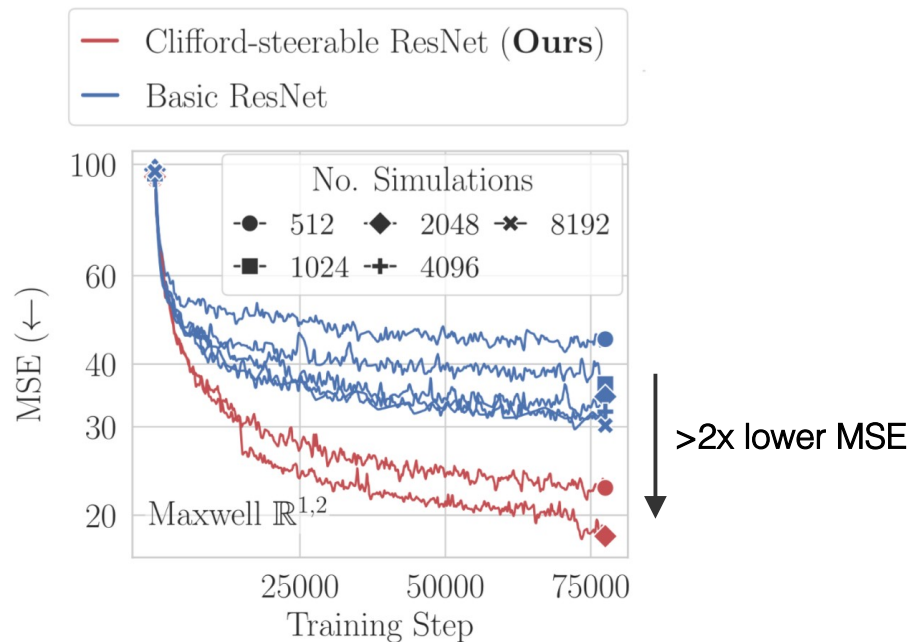 Clifford-steerable ResNet (Ours)
Basic ResNet
No. Simulations
512 2048 8192
1024 4096
100
60
40
30
20
MSE (←)
Maxwell ℝ¹,²
>2x lower MSE
25000 50000 75000
Training Step